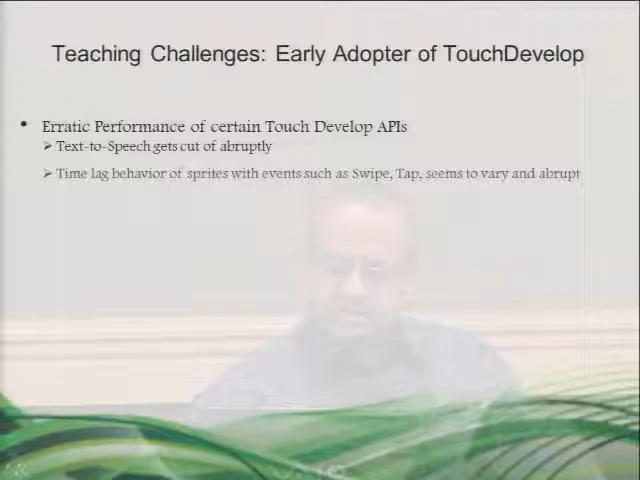 Teaching Challenges: Early Adopter of TouchDevelop
• Erratic Performance of certain Touch Develop APIs
➢ Text-to-Speech gets cut of abruptly
➢ Time lag behavior of sprites with events such as Swipe, Tap, seems to vary and abrupt